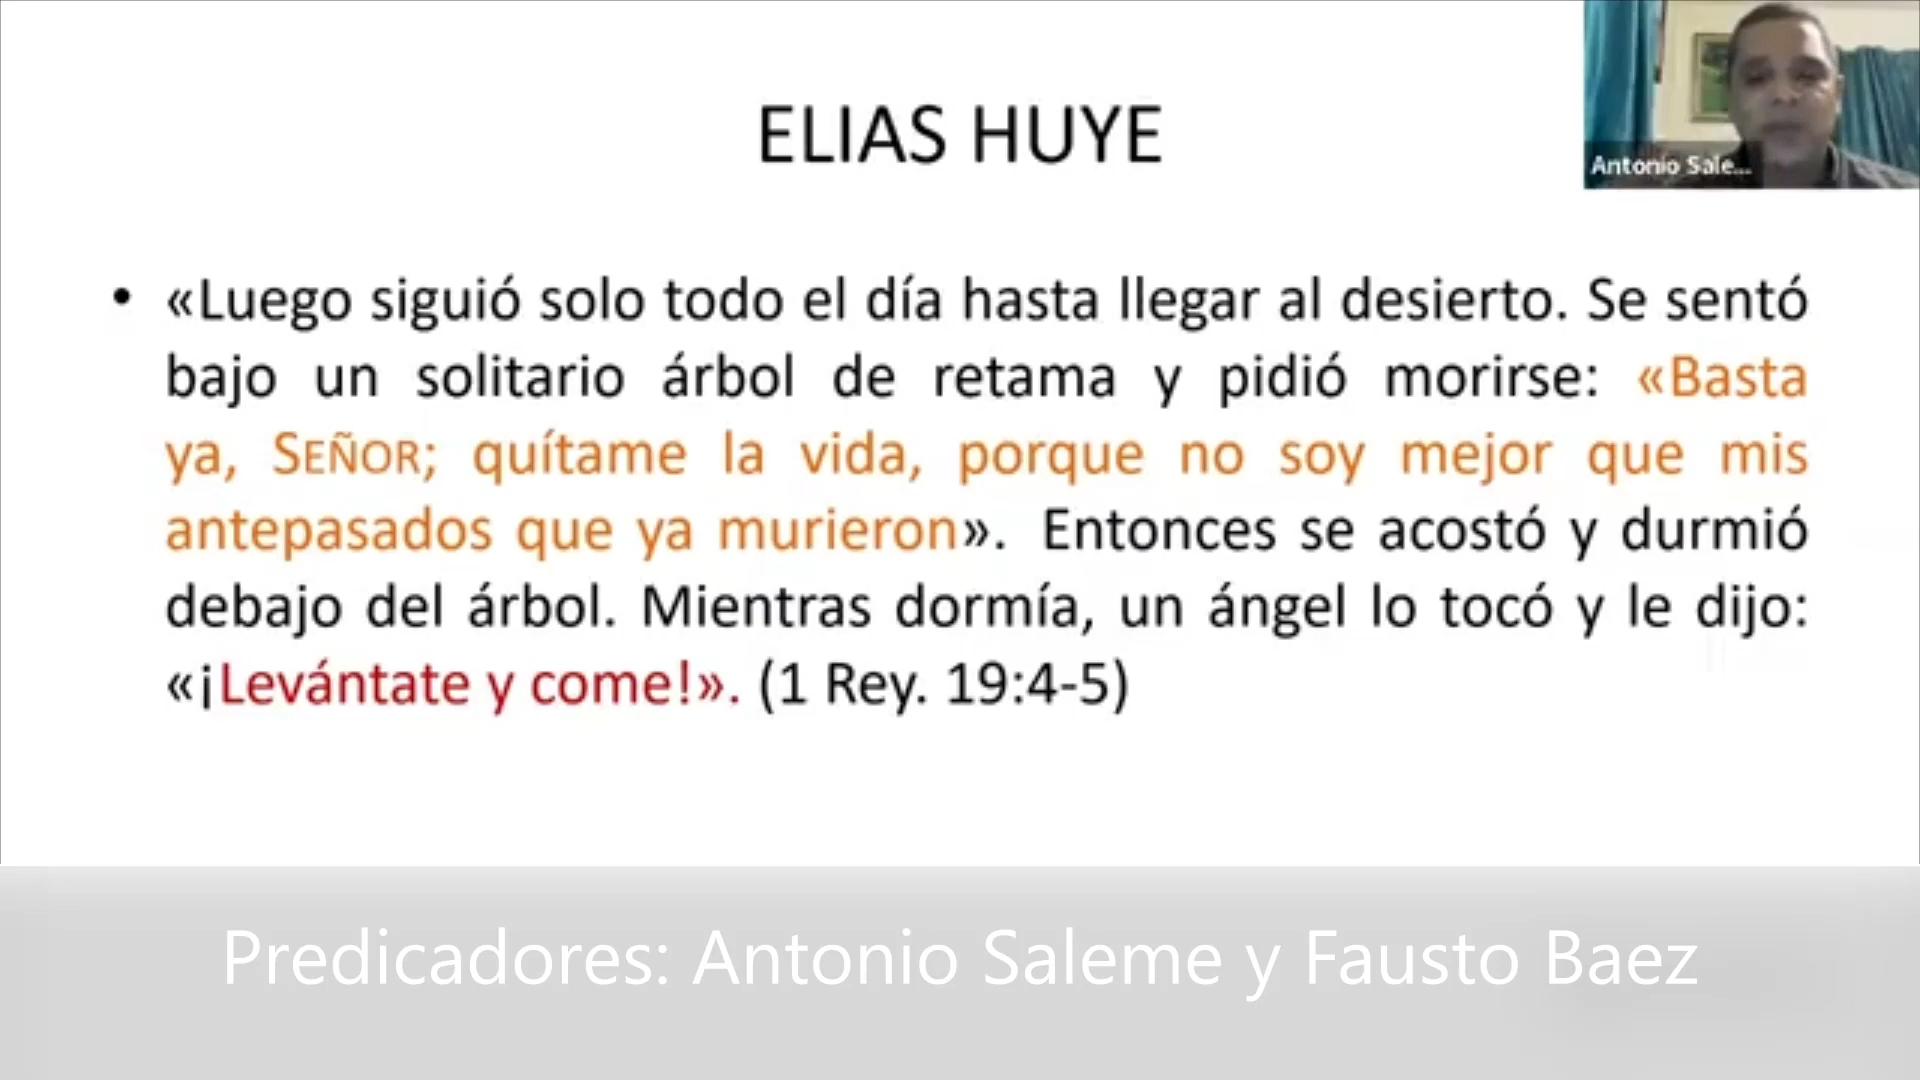 ELIAS HUYE
Antonio Sale...
• «Luego siguió solo todo el día hasta llegar al desierto. Se sentó
bajo un solitario árbol de retama y pidió morirse: «Basta
ya, SEÑOR; quítame la vida, porque no soy mejor que mis
antepasados que ya murieron». Entonces se acostó y durmió
debajo del árbol. Mientras dormía, un ángel lo tocó y le dijo:
«¡Levántate y come!». (1 Rey. 19:4-5)
Predicadores: Antonio Saleme y Fausto Baez